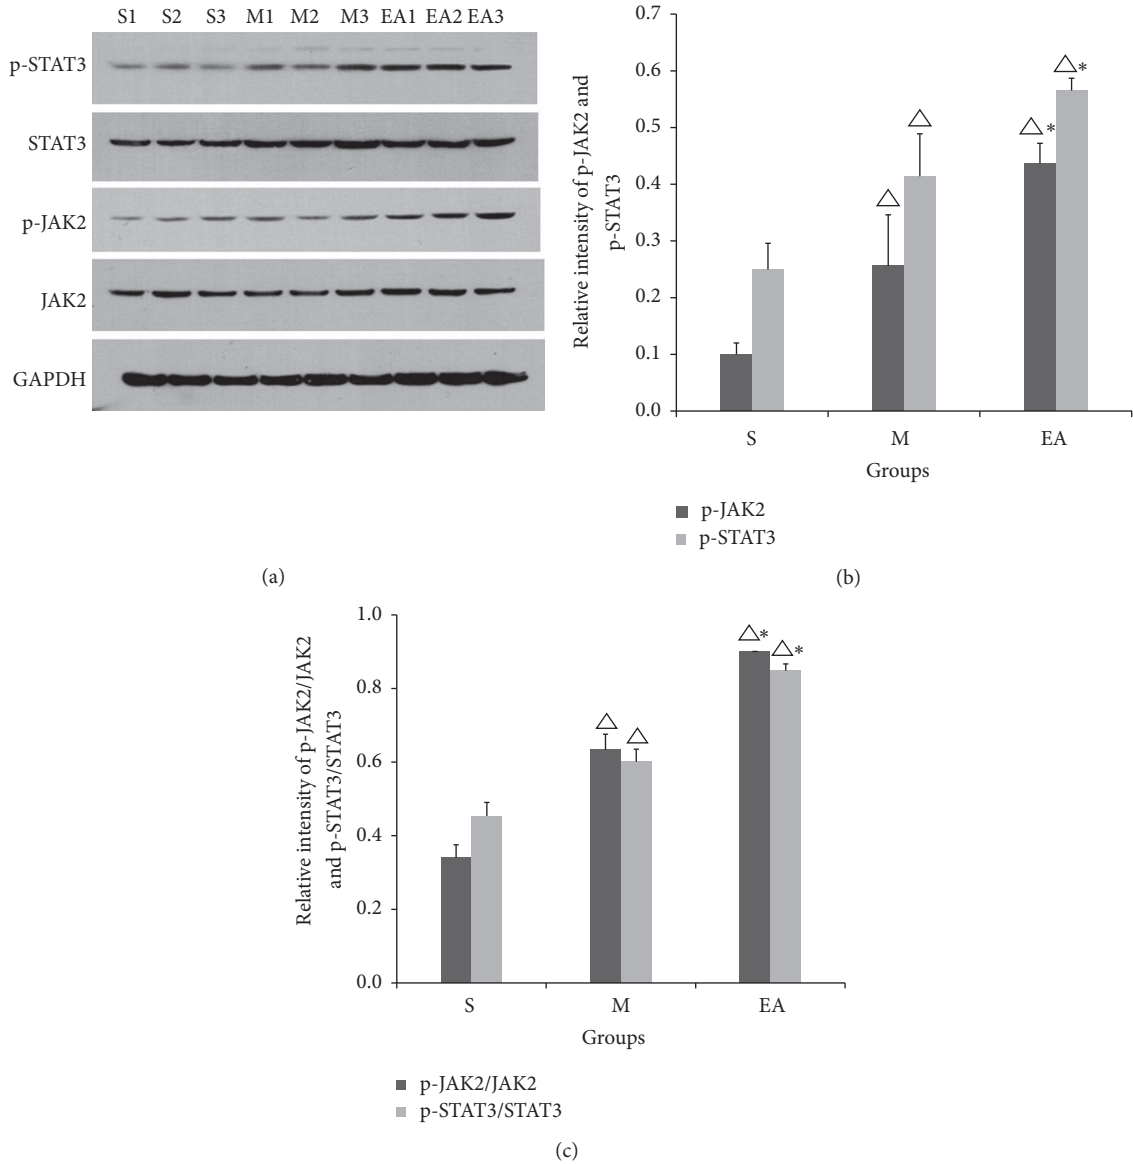 S1 S2 S3 M1 M2 M3 EA1 EA2 EA3
p-STAT3
STAT3
p-JAK2
JAK2
GAPDH
(a)
Relative intensity of p-JAK2 and
p-STAT3
0.7
0.6
0.5
0.4
0.3
0.2
0.1
0.0
△
△
△*
△*
S M EA
Groups
p-JAK2
p-STAT3
(b)
Relative intensity of p-JAK2/JAK2
and p-STAT3/STAT3
1.0
0.8
0.6
0.4
0.2
0.0
△
△
△*
△*
S M EA
Groups
p-JAK2/JAK2
p-STAT3/STAT3
(c)